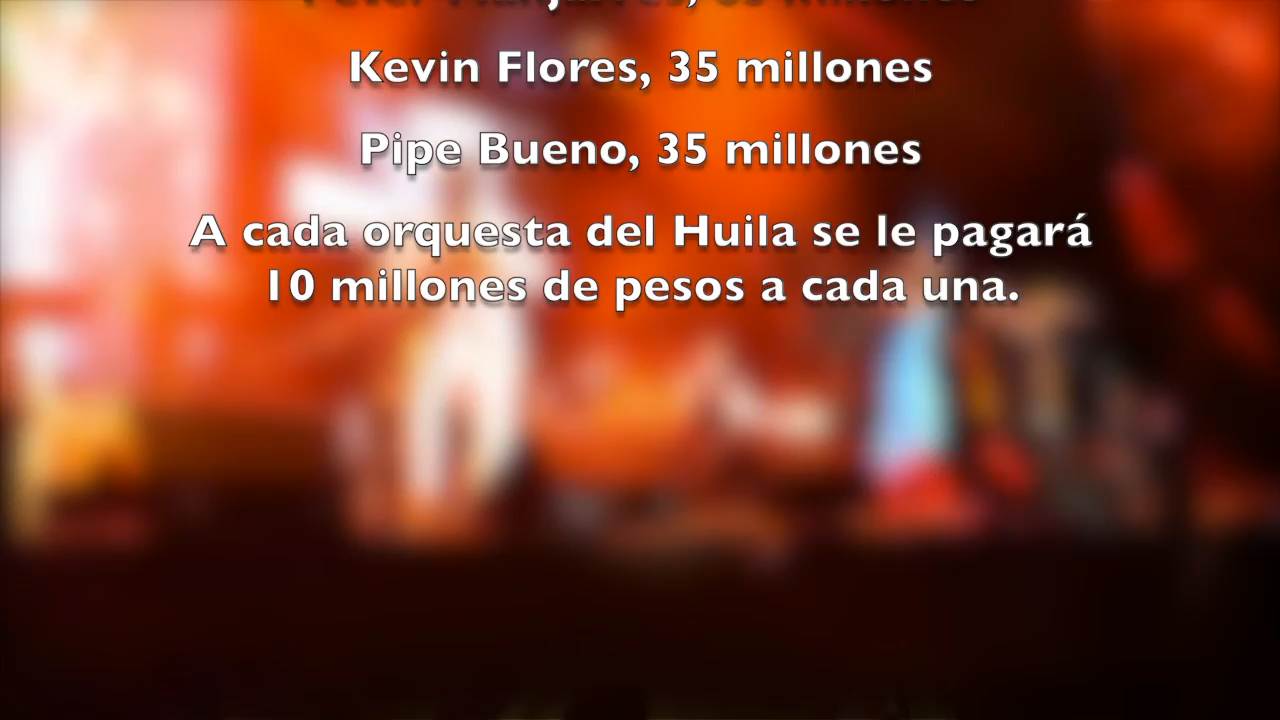 Kevin Flores, 35 millones
Pipe Bueno, 35 millones
A cada orquesta del Huila se le pagará
10 millones de pesos a cada una.